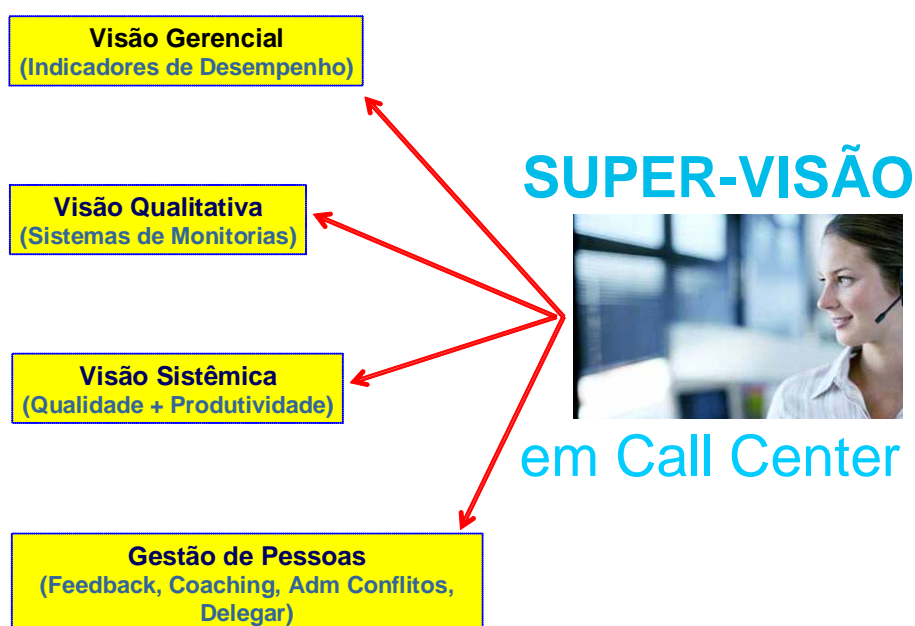 Visão Gerencial
(Indicadores de Desempenho)
SUPER-VISÃO
Visão Qualitativa
(Sistemas de Monitorias)
Visão Sistêmica
(Qualidade + Produtividade)
em Call Center
Gestão de Pessoas
(Feedback, Coaching, Adm Conflitos,
Delegar)